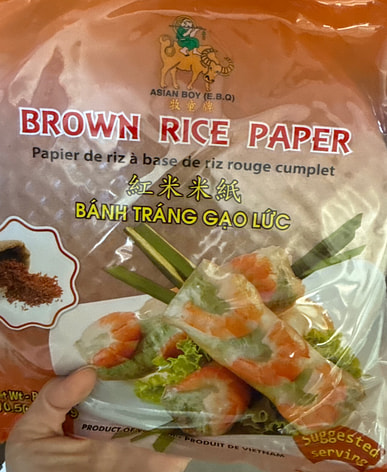 ASIAN BOY (E.B.Q)
牧童牌
BROWN RICE PAPER
Papier de riz à base de riz rouge cumplet
紅米米紙
BÁNH TRÁNG GẠO LỨC
PRODUCT OF
PRODUIT DE VIETNAM
Suggested
serving